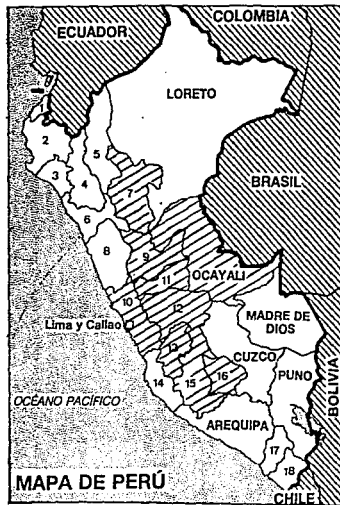 COLOMBIA
ECUADOR
LORETO
2
5
3
4
7
BRASIL
6
8
9
OCAYALI
11
10
12
MADRE DE
DIOS
Lima y Callao
13
CUZCO
PUNO
16
14
15
BOLIVIA
OCÉANO PACÍFICO
AREQUIPA
17
18
MAPA DE PERÚ
CHILE